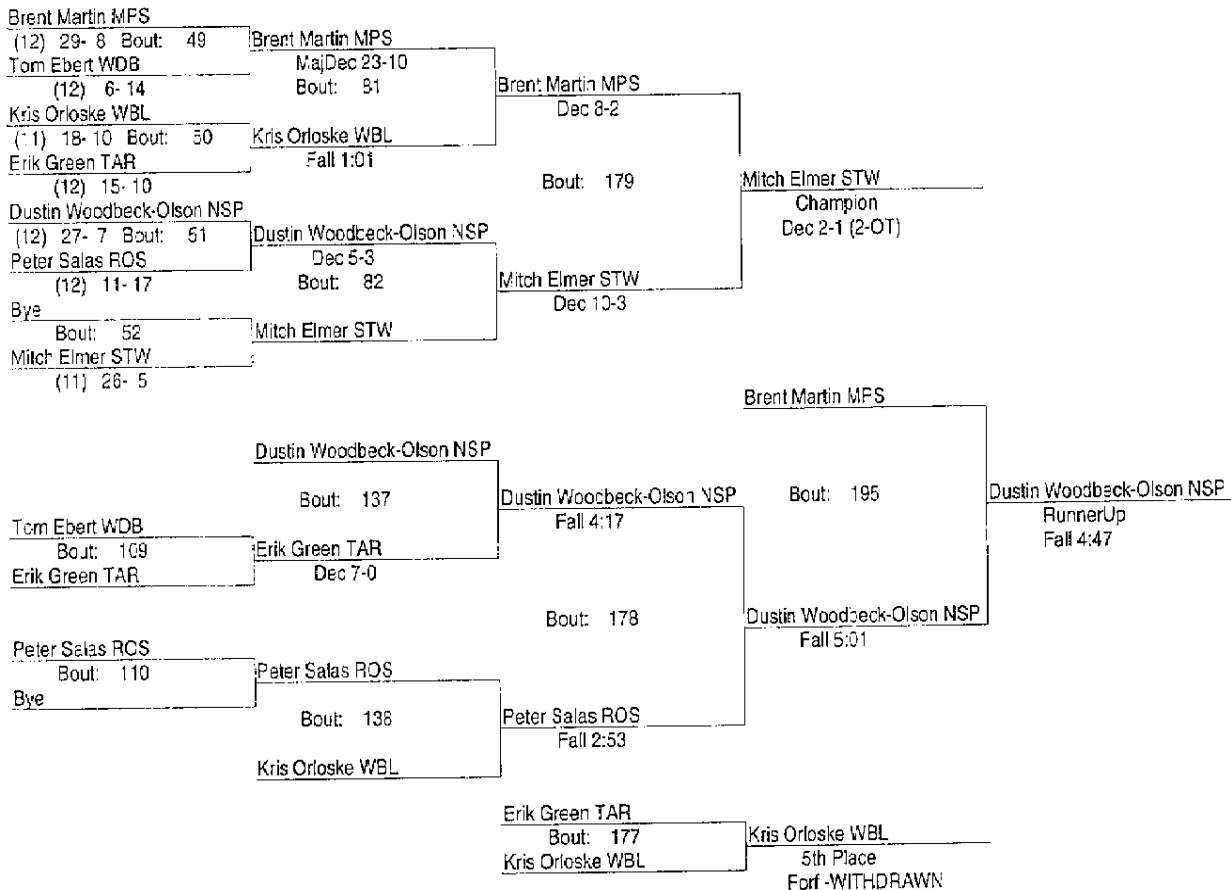 Brent Martin MPS
(12) 29- 8 Bout: 49
Tom Ebert WDB
(12) 6- 14
Kris Orloske WBL
(11) 18- 10 Bout: 50
Erik Green TAR
(12) 15- 10
Dustin Woodbeck-Olson NSP
(12) 27- 7 Bout: 51
Peter Salas ROS
(12) 11- 17
Bye
Bout: 52
Mitch Elmer STW
(11) 26- 5
Brent Martin MPS
MajDec 23-10
Bout: 81
Kris Orloske WBL
Fall 1:01
Dustin Woodbeck-Olson NSP
Dec 5-3
Bout: 82
Mitch Elmer STW
Brent Martin MPS
Dec 8-2
Bout: 179
Mitch Elmer STW
Dec 10-3
Mitch Elmer STW
Champion
Dec 2-1 (2-OT)
Tom Ebert WDB
Bout: 109
Erik Green TAR
Peter Salas ROS
Bout: 110
Bye
Dustin Woodbeck-Olson NSP
Bout: 137
Erik Green TAR
Dec 7-0
Peter Salas ROS
Bout: 138
Kris Orloske WBL
Dustin Woodbeck-Olson NSP
Fall 4:17
Bout: 178
Peter Salas ROS
Fall 2:53
Brent Martin MPS
Bout: 195
Dustin Woodbeck-Olson NSP
Fall 5:01
Dustin Woodbeck-Olson NSP
RunnerUp
Fall 4:47
Erik Green TAR
Bout: 177
Kris Orloske WBL
Kris Orloske WBL
5th Place
Forf -WITHDRAWN